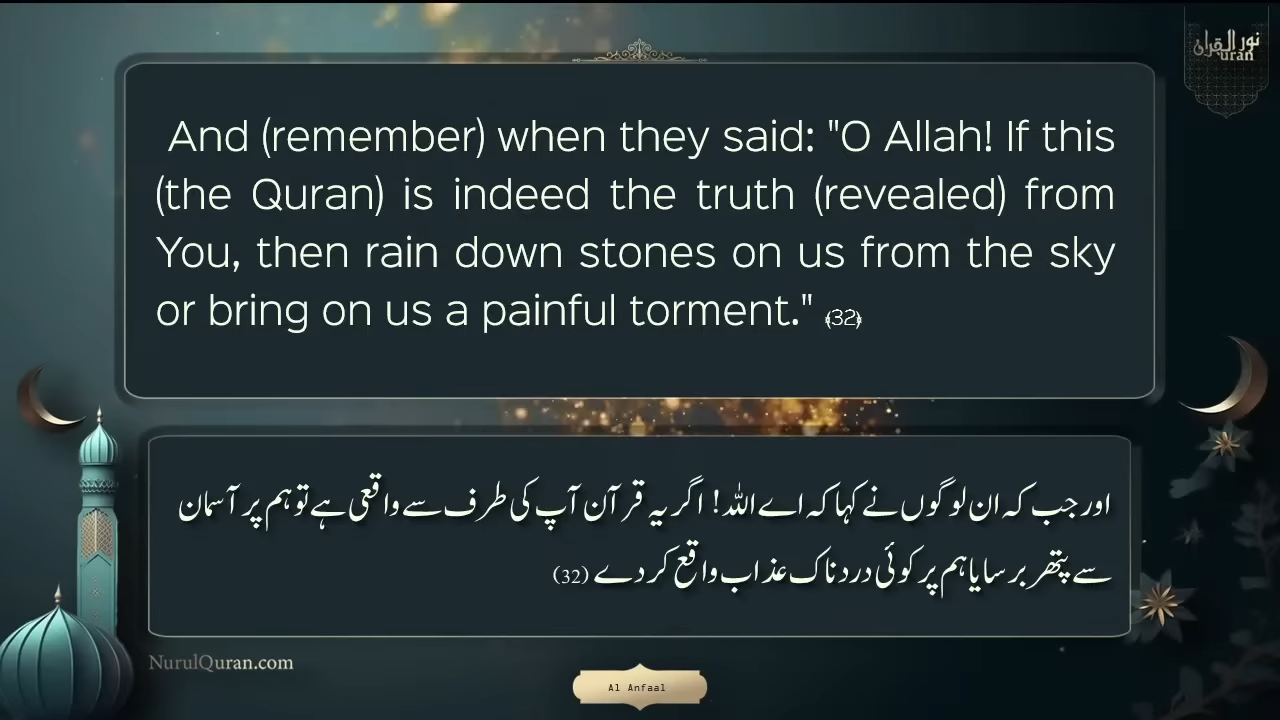 نور القرآن
uran
And (remember) when they said: "O Allah! If this
(the Quran) is indeed the truth (revealed) from
You, then rain down stones on us from the sky
or bring on us a painful torment." ﴾32﴿
اور جب کہ ان لوگوں نے کہا کہ اے اللہ! اگر یہ قرآن آپ کی طرف سے واقعی ہے تو ہم پر آسمان
سے پتھر برسا یا ہم پر کوئی دردناک عذاب واقع کر دے (32)
NurulQuran.com
Al Anfaal